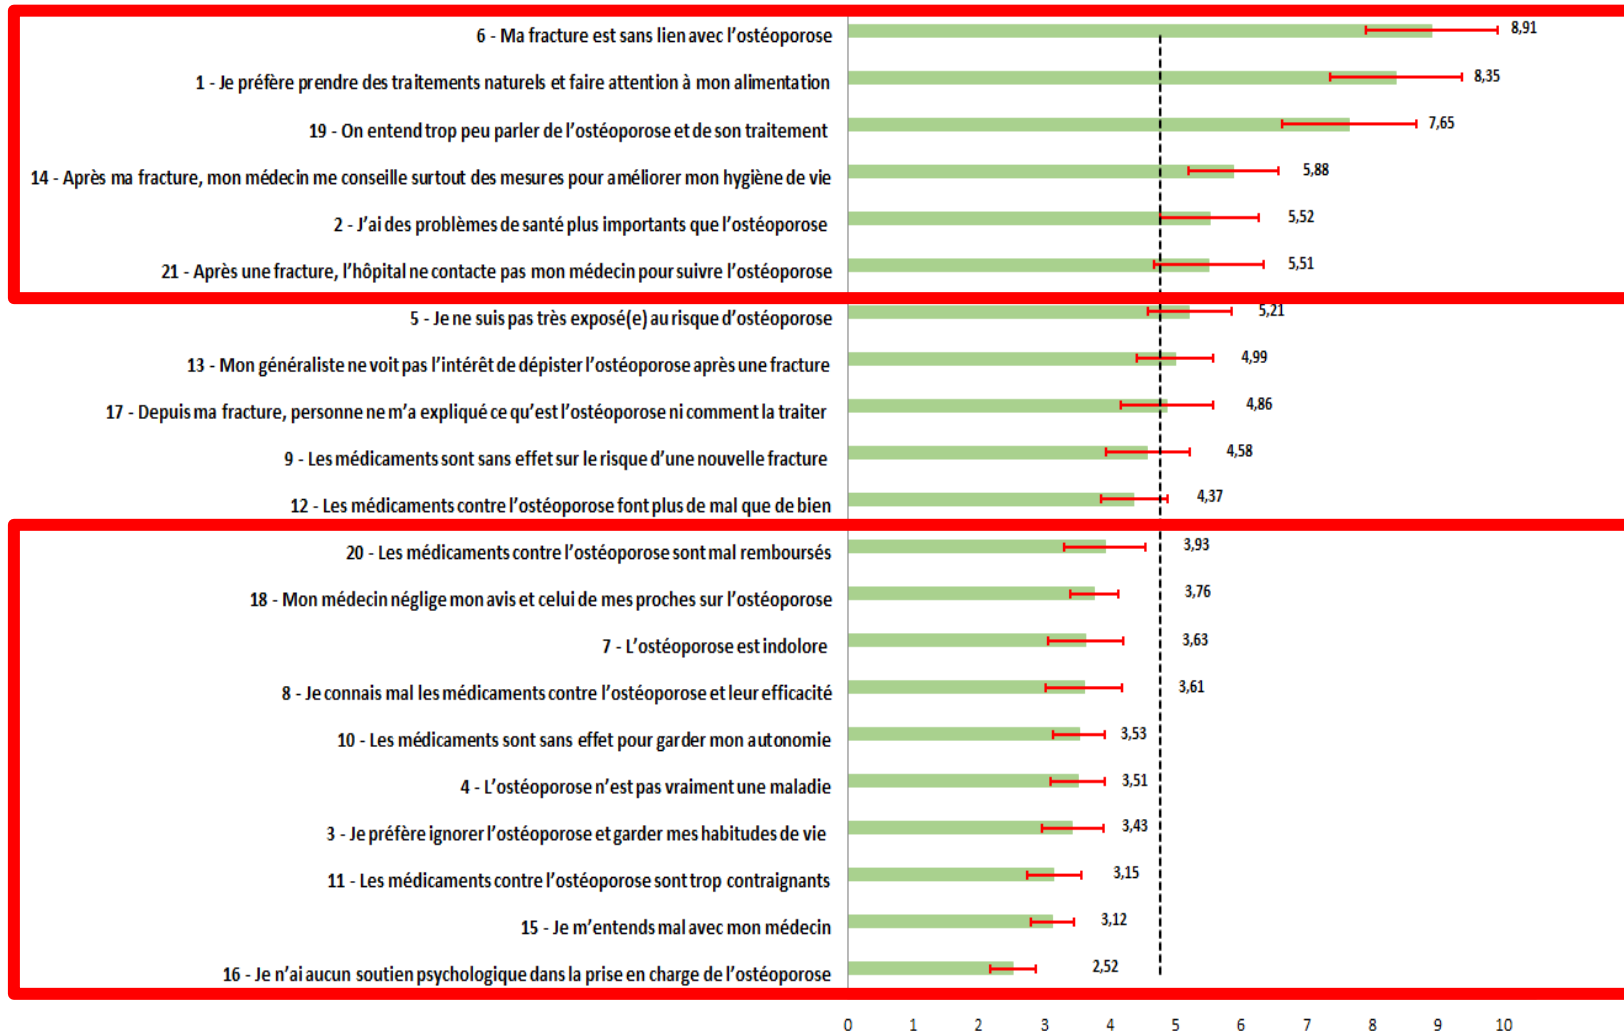 6 - Ma fracture est sans lien avec l’ostéoporose 8,91
1 - Je préfère prendre des traitements naturels et faire attention à mon alimentation 8,35
19 - On entend trop peu parler de l’ostéoporose et de son traitement 7,65
14 - Après ma fracture, mon médecin me conseille surtout des mesures pour améliorer mon hygiène de vie 5,88
2 - J’ai des problèmes de santé plus importants que l’ostéoporose 5,52
21 - Après une fracture, l’hôpital ne contacte pas mon médecin pour suivre l’ostéoporose 5,51
5 - Je ne suis pas très exposé(e) au risque d’ostéoporose 5,21
13 - Mon généraliste ne voit pas l’intérêt de dépister l’ostéoporose après une fracture 4,99
17 - Depuis ma fracture, personne ne m’a expliqué ce qu’est l’ostéoporose ni comment la traiter 4,86
9 - Les médicaments sont sans effet sur le risque d’une nouvelle fracture 4,58
12 - Les médicaments contre l’ostéoporose font plus de mal que de bien 4,37
20 - Les médicaments contre l’ostéoporose sont mal remboursés 3,93
18 - Mon médecin néglige mon avis et celui de mes proches sur l’ostéoporose 3,76
7 - L’ostéoporose est indolore 3,63
8 - Je connais mal les médicaments contre l’ostéoporose et leur efficacité 3,61
10 - Les médicaments sont sans effet pour garder mon autonomie 3,53
4 - L’ostéoporose n’est pas vraiment une maladie 3,51
3 - Je préfère ignorer l’ostéoporose et garder mes habitudes de vie 3,43
11 - Les médicaments contre l’ostéoporose sont trop contraignants 3,15
15 - Je m’entends mal avec mon médecin 3,12
16 - Je n’ai aucun soutien psychologique dans la prise en charge de l’ostéoporose 2,52
0 1 2 3 4 5 6 7 8 9 10